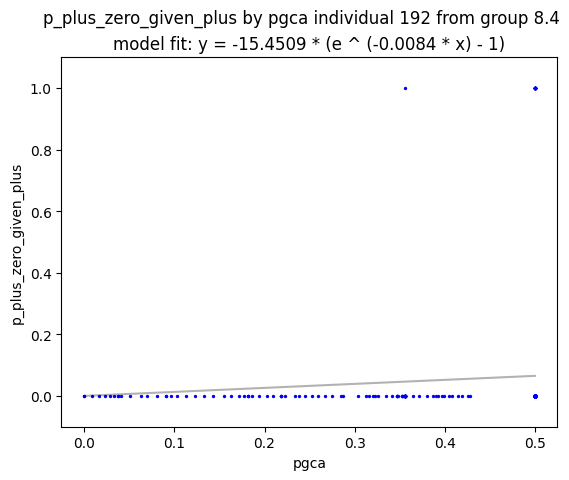 p_plus_zero_given_plus by pgca individual 192 from group 8.4
model fit: y = -15.4509 * (e ^ (-0.0084 * x) - 1)
1.0
0.8
0.6
0.4
0.2
0.0
p_plus_zero_given_plus
0.0 0.1 0.2 0.3 0.4 0.5
pgca